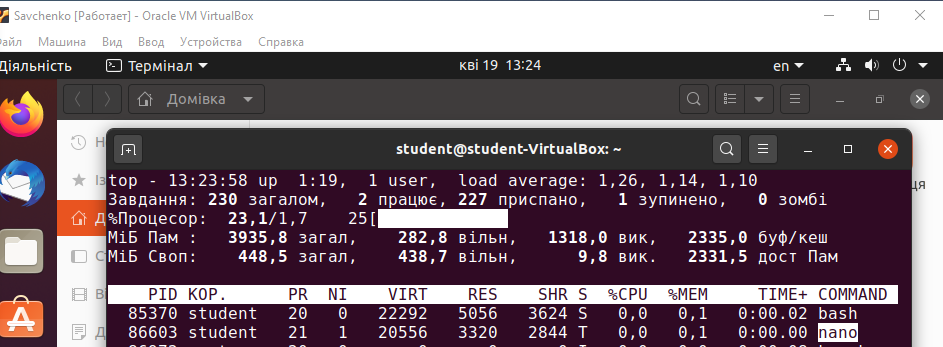 Savchenko [Работает] - Oracle VM VirtualBox
Файл Машина Вид Ввод Устройства Справка
Діяльність Термінал кві 19 13:24 en
Домівка
student@student-VirtualBox: ~
top - 13:23:58 up 1:19, 1 user, load average: 1,26, 1,14, 1,10
Завдання: 230 загалом, 2 працює, 227 приспано, 1 зупинено, 0 зомбі
%Процесор: 23,1/1,7 25[
МіБ Пам : 3935,8 загал, 282,8 вільн, 1318,0 вик, 2335,0 буф/кеш
МіБ Своп: 448,5 загал, 438,7 вільн, 9,8 вик. 2331,5 дост Пам
PID КОР. PR NI VIRT RES SHR S %CPU %MEM TIME+ COMMAND
85370 student 20 0 22292 5056 3624 S 0,0 0,1 0:00.02 bash
86603 student 21 1 20556 3320 2844 T 0,0 0,1 0:00.00 nano